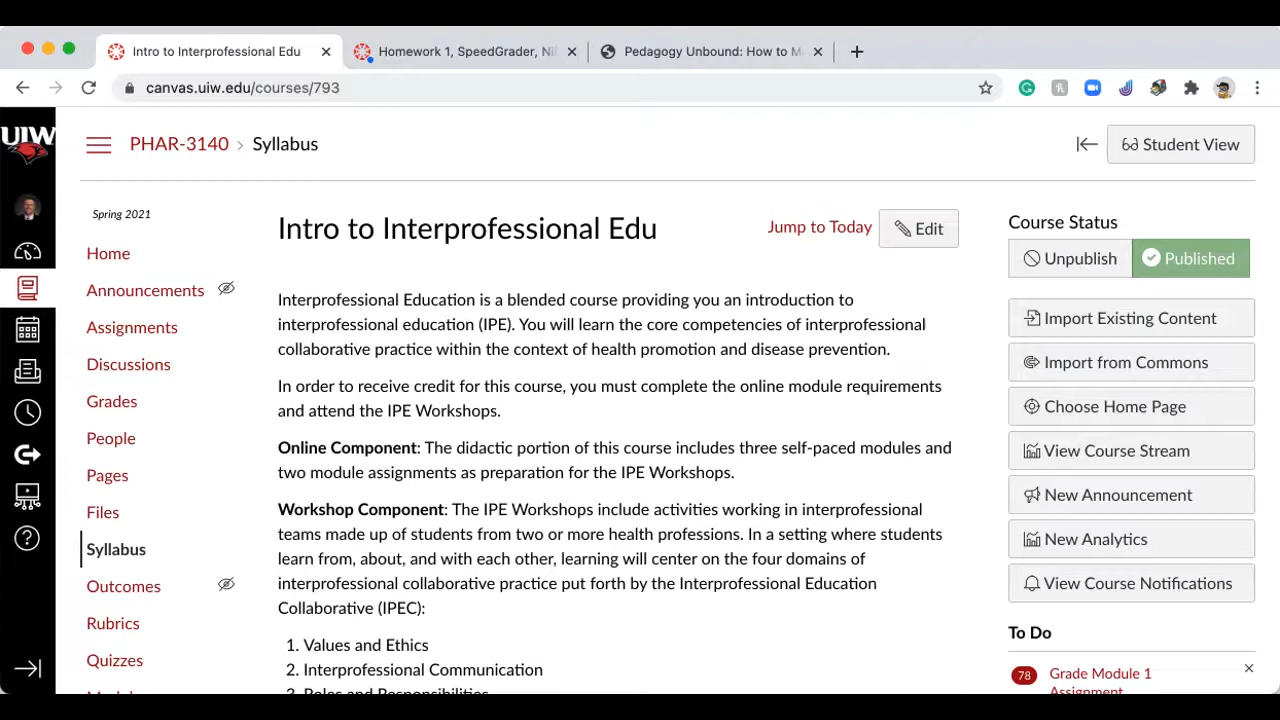 Intro to Interprofessional Edu
Homework 1, SpeedGrader,
Pedagogy Unbound: How to
canvas.uiw.edu/courses/793
UIW
PHAR-3140 › Syllabus
Student View
Spring 2021
Home
Announcements
Assignments
Discussions
Grades
People
Pages
Files
Syllabus
Outcomes
Rubrics
Quizzes
Intro to Interprofessional Edu
Jump to Today
Edit
Interprofessional Education is a blended course providing you an introduction to
interprofessional education (IPE). You will learn the core competencies of interprofessional
collaborative practice within the context of health promotion and disease prevention.
In order to receive credit for this course, you must complete the online module requirements
and attend the IPE Workshops.
Online Component: The didactic portion of this course includes three self-paced modules and
two module assignments as preparation for the IPE Workshops.
Workshop Component: The IPE Workshops include activities working in interprofessional
teams made up of students from two or more health professions. In a setting where students
learn from, about, and with each other, learning will center on the four domains of
interprofessional collaborative practice put forth by the Interprofessional Education
Collaborative (IPEC):
1. Values and Ethics
2. Interprofessional Communication
3. Roles and Responsibilities
Course Status
Unpublish
Published
Import Existing Content
Import from Commons
Choose Home Page
View Course Stream
New Announcement
New Analytics
View Course Notifications
To Do
78 Grade Module 1
Assignment